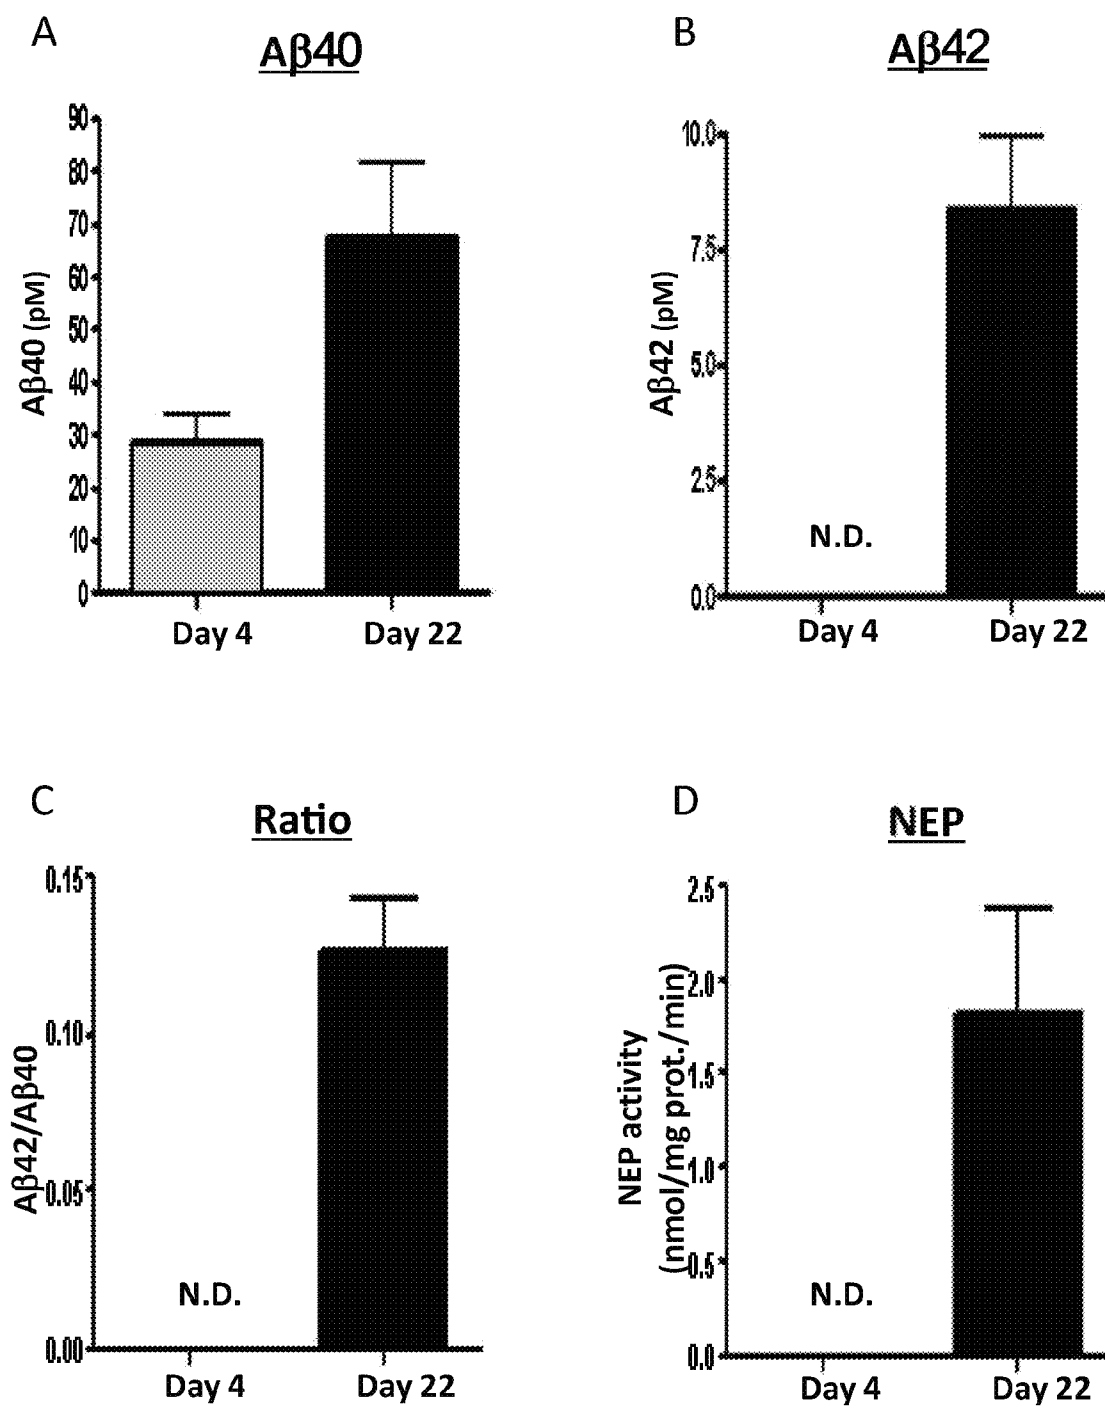 A
Aβ40
Aβ40 (pM)
90
80
70
60
50
40
30
20
10
0
Day 4
Day 22
B
Aβ42
Aβ42 (pM)
10.0
7.5
5.0
2.5
0.0
N.D.
Day 4
Day 22
C
Ratio
Aβ42/Aβ40
0.15
0.10
0.05
0.00
N.D.
Day 4
Day 22
D
NEP
NEP activity
(nmol/mg prot./min)
2.5
2.0
1.5
1.0
0.5
0.0
N.D.
Day 4
Day 22